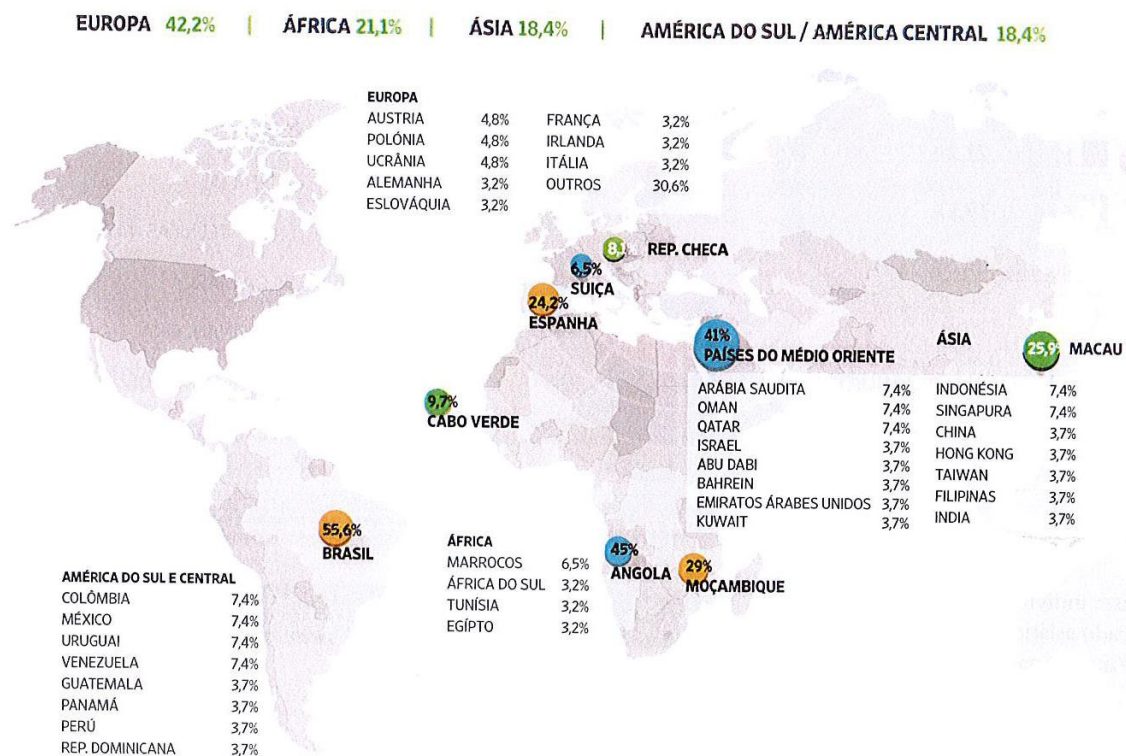 EUROPA 42,2% | ÁFRICA 21,1% | ÁSIA 18,4% | AMÉRICA DO SUL / AMÉRICA CENTRAL 18,4%
EUROPA
AUSTRIA 4,8%
POLÓNIA 4,8%
UCRÂNIA 4,8%
ALEMANHA 3,2%
ESLOVÁQUIA 3,2%
FRANÇA 3,2%
IRLANDA 3,2%
ITÁLIA 3,2%
OUTROS 30,6%
REP. CHECA
6,5%
SUIÇA
24,2%
ESPANHA
41%
PAÍSES DO MÉDIO ORIENTE
ARÁBIA SAUDITA 7,4%
OMAN 7,4%
QATAR 7,4%
ISRAEL 3,7%
ABU DABI 3,7%
BAHREIN 3,7%
EMIRATOS ÁRABES UNIDOS 3,7%
KUWAIT 3,7%
ÁSIA
25,9% MACAU
INDONÉSIA 7,4%
SINGAPURA 7,4%
CHINA 3,7%
HONG KONG 3,7%
TAIWAN 3,7%
FILIPINAS 3,7%
INDIA 3,7%
9,7%
CABO VERDE
55,6%
BRASIL
ÁFRICA
MARROCOS 6,5%
ÁFRICA DO SUL 3,2%
TUNÍSIA 3,2%
EGÍPTO 3,2%
45%
ANGOLA
29%
MOÇAMBIQUE
AMÉRICA DO SUL E CENTRAL
COLÔMBIA 7,4%
MÉXICO 7,4%
URUGUAI 7,4%
VENEZUELA 7,4%
GUATEMALA 3,7%
PANAMÁ 3,7%
PERÚ 3,7%
REP. DOMINICANA 3,7%